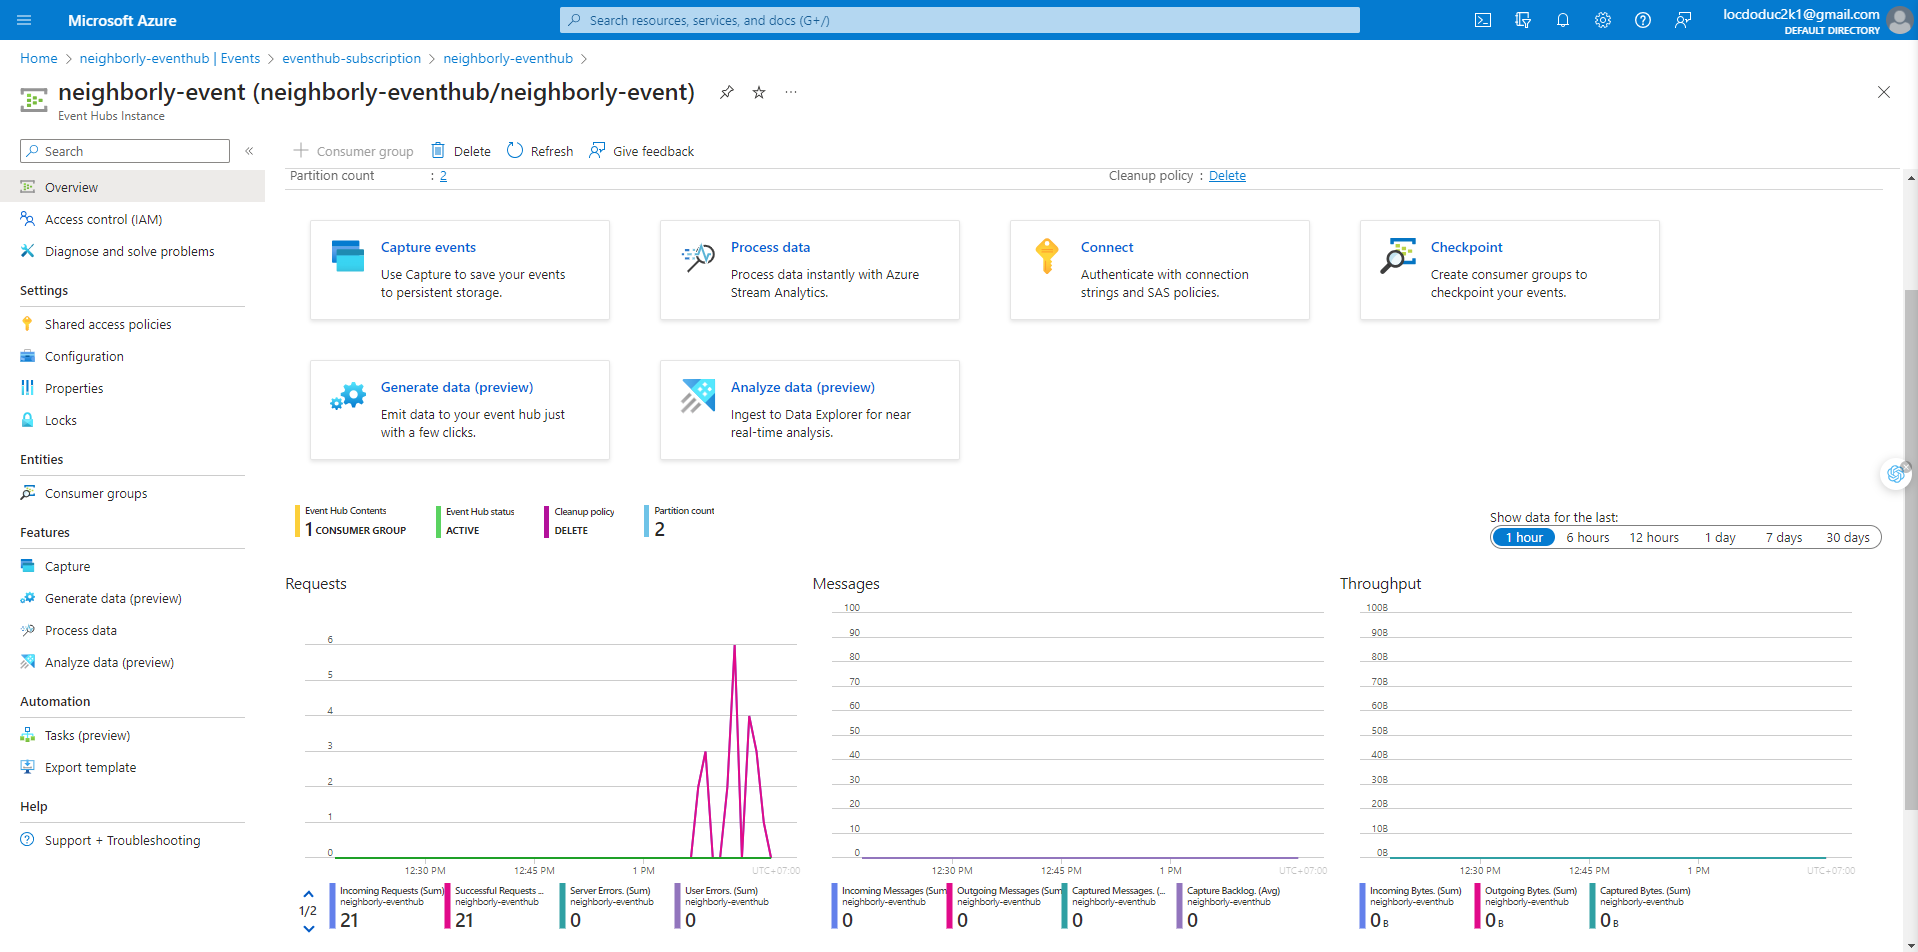 Microsoft Azure
Search resources, services, and docs (G+/)
locdoduc2k1@gmail.com
DEFAULT DIRECTORY
Home > neighborly-eventhub | Events > eventhub-subscription > neighborly-eventhub >
neighborly-event (neighborly-eventhub/neighborly-event)
Event Hubs Instance
Search
Overview
Access control (IAM)
Diagnose and solve problems
Settings
Shared access policies
Configuration
Properties
Locks
Entities
Consumer groups
Features
Capture
Generate data (preview)
Process data
Analyze data (preview)
Automation
Tasks (preview)
Export template
Help
Support + Troubleshooting
Consumer group Delete Refresh Give feedback
Partition count : 2
Cleanup policy : Delete
Capture events
Use Capture to save your events
to persistent storage.
Process data
Process data instantly with Azure
Stream Analytics.
Connect
Authenticate with connection
strings and SAS policies.
Checkpoint
Create consumer groups to
checkpoint your events.
Generate data (preview)
Emit data to your event hub just
with a few clicks.
Analyze data (preview)
Ingest to Data Explorer for near
real-time analysis.
Event Hub Contents
1 CONSUMER GROUP
Event Hub status
ACTIVE
Cleanup policy
DELETE
Partition count
2
Show data for the last:
1 hour 6 hours 12 hours 1 day 7 days 30 days
Requests
6
5
4
3
2
1
0
12:30 PM 12:45 PM 1 PM UTC+07:00
1/2
Incoming Requests (Sum)
neighborly-eventhub
21
Successful Requests ...
neighborly-eventhub
21
Server Errors. (Sum)
neighborly-eventhub
0
User Errors. (Sum)
neighborly-eventhub
0
Messages
100
90
80
70
60
50
40
30
20
10
0
12:30 PM 12:45 PM 1 PM UTC+07:00
Incoming Messages (Sum)
neighborly-eventhub
0
Outgoing Messages (Sum)
neighborly-eventhub
0
Captured Messages. (...
neighborly-eventhub
0
Capture Backlog. (Avg)
neighborly-eventhub
0
Throughput
100B
90B
80B
70B
60B
50B
40B
30B
20B
10B
0B
12:30 PM 12:45 PM 1 PM UTC+07:00
Incoming Bytes. (Sum)
neighborly-eventhub
0 B
Outgoing Bytes. (Sum)
neighborly-eventhub
0 B
Captured Bytes. (Sum)
neighborly-eventhub
0 B